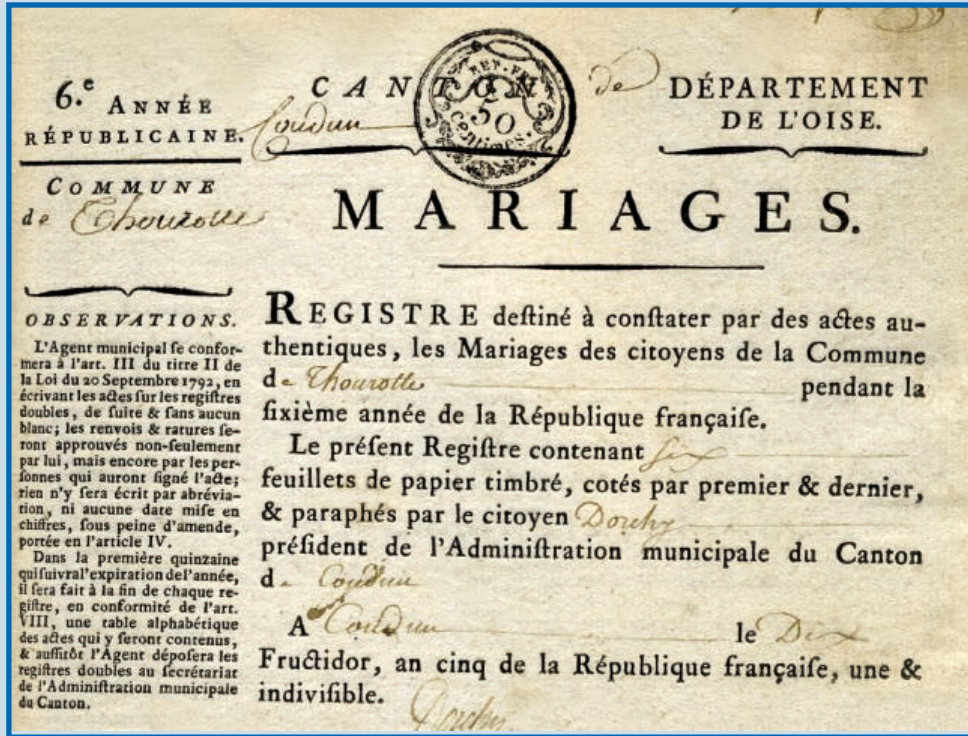 6.e ANNÉE
RÉPUBLICAINE.
CANTON de
Coudun
REP. FRA
50
centimes.
DÉPARTEMENT
DE L'OISE.
COMMUNE
de Thourotte
MARIAGES.
OBSERVATIONS.
L'Agent municipal ſe confor-
mera à l'art. III du titre II de
la Loi du 20 Septembre 1792, en
écrivant les actes ſur les regiſtres
doubles, de ſuite & ſans aucun
blanc; les renvois & ratures ſe-
ront approuvés non-ſeulement
par lui, mais encore par les per-
ſonnes qui auront ſigné l'acte;
rien n'y ſera écrit par abrévia-
tion, ni aucune date miſe en
chiffres, ſous peine d'amende,
portée en l'article IV.
Dans la première quinzaine
qui ſuivra l'expiration de l'année,
il ſera fait à la fin de chaque re-
giſtre, en conformité de l'art.
VIII, une table alphabétique
des actes qui y ſeront contenus,
& auſſitôt l'Agent dépoſera les
regiſtres doubles au ſecrétariat
de l'Adminiſtration municipale
du Canton.
REGISTRE deſtiné à conſtater par des actes au-
thentiques, les Mariages des citoyens de la Commune
de Thourotte pendant la
ſixième année de la République françaiſe.
Le préſent Regiſtre contenant ſix
feuillets de papier timbré, cotés par premier & dernier,
& paraphés par le citoyen Dorchy
préſident de l'Adminiſtration municipale du Canton
de Coudun
A Coudun le Dix
Fructidor, an cinq de la République françaiſe, une &
indiviſible.
Dorchy